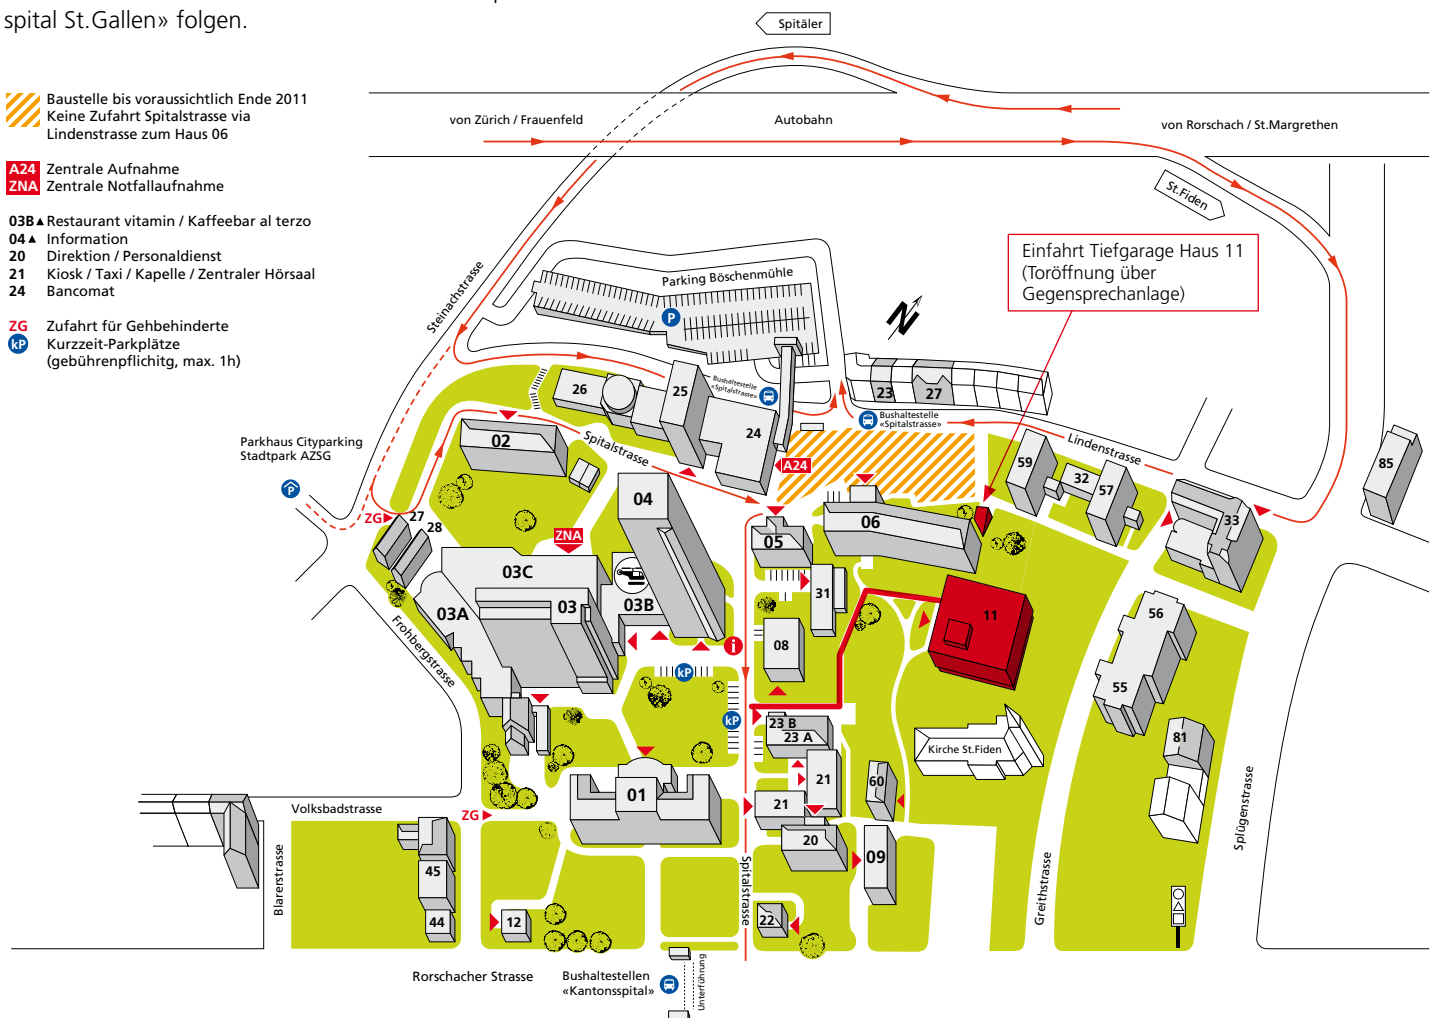 spital St.Gallen» folgen.
Spitäler
Baustelle bis voraussichtlich Ende 2011
Keine Zufahrt Spitalstrasse via
Lindenstrasse zum Haus 06
A24 Zentrale Aufnahme
ZNA Zentrale Notfallaufnahme
03B Restaurant vitamin / Kaffeebar al terzo
04 Information
20 Direktion / Personaldienst
21 Kiosk / Taxi / Kapelle / Zentraler Hörsaal
24 Bancomat
ZG Zufahrt für Gehbehinderte
kP Kurzzeit-Parkplätze
(gebührenpflichitg, max. 1h)
von Zürich / Frauenfeld
Autobahn
von Rorschach / St.Margrethen
St.Fiden
Einfahrt Tiefgarage Haus 11
(Toröffnung über
Gegensprechanlage)
Steinachstrasse
Parking Böschenmühle
P
N
Bushaltestelle
«Spitalstrasse»
26
25
24
23
27
Bushaltestelle
«Spitalstrasse»
Lindenstrasse
02
Spitalstrasse
A24
59
32
57
33
85
Parkhaus Cityparking
Stadtpark AZSG
P
ZG
27
28
04
06
05
ZNA
03C
03
03B
03A
31
11
56
55
08
i
kP
kP
Frohbergstrasse
23 B
23 A
Kirche St.Fiden
81
21
60
01
21
20
09
Volksbadstrasse
ZG
Blarerstrasse
45
44
12
22
Spitalstrasse
Greithstrasse
Splügenstrasse
Rorschacher Strasse
Bushaltestellen
«Kantonsspital»
Unterführung